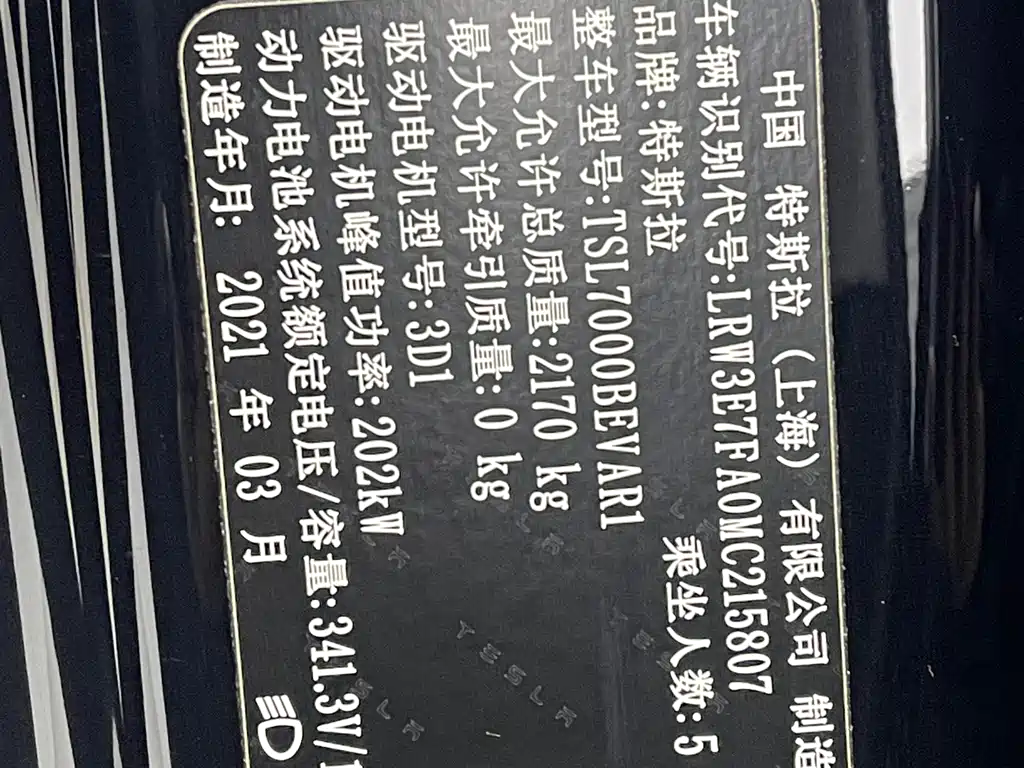 中国 特斯拉（上海）有限公司 制造
车辆识别代号:LRW3E7FA0MC215807
品牌:特斯拉 乘坐人数:5
整车型号:TSL7000BEVAR1
最大允许总质量:2170 kg
最大允许牵引质量:0 kg
驱动电机型号:3D1
驱动电机峰值功率:202kW
动力电池系统额定电压/容量:341.3V/1
制造年月: 2021 年 03 月
TESLA